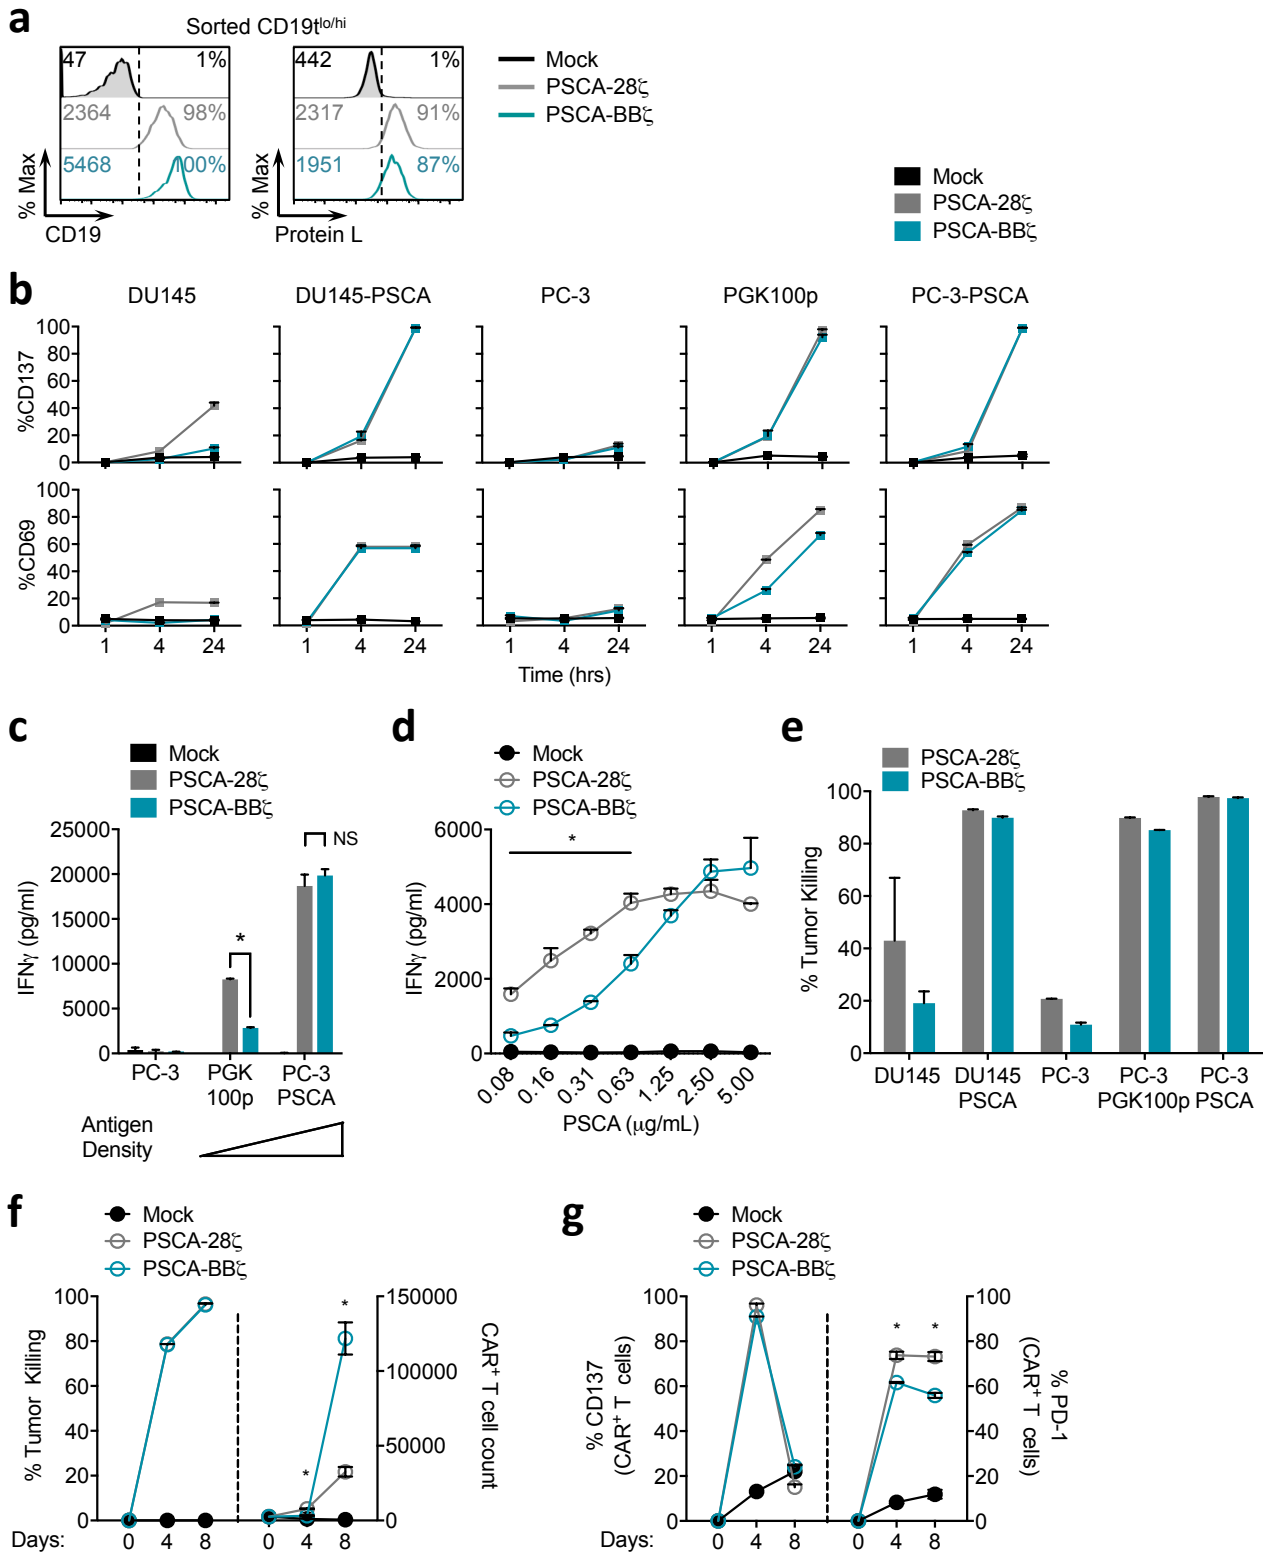 a
Sorted CD19t^lo/hi
47 1%
2364 98%
5468 100%
% Max
CD19
442 1%
2317 91%
1951 87%
% Max
Protein L
Mock
PSCA-28ζ
PSCA-BBζ
Mock
PSCA-28ζ
PSCA-BBζ
b
DU145 DU145-PSCA PC-3 PGK100p PC-3-PSCA
%CD137
100
80
60
40
20
0
%CD69
100
80
60
40
20
0
1 4 24 1 4 24 1 4 24 1 4 24 1 4 24
Time (hrs)
c
Mock
PSCA-28ζ
PSCA-BBζ
IFNγ (pg/ml)
25000
20000
15000
10000
5000
0
*
NS
PC-3 PGK 100p PC-3 PSCA
Antigen
Density
d
Mock
PSCA-28ζ
PSCA-BBζ
IFNγ (pg/ml)
6000
4000
2000
0
*
0.08 0.16 0.31 0.63 1.25 2.50 5.00
PSCA (μg/mL)
e
PSCA-28ζ
PSCA-BBζ
% Tumor Killing
100
80
60
40
20
0
DU145 DU145 PSCA PC-3 PC-3 PGK100p PC-3 PSCA
f
Mock
PSCA-28ζ
PSCA-BBζ
% Tumor Killing
100
80
60
40
20
0
*
*
150000
100000
50000
0
CAR+ T cell count
Days: 0 4 8 0 4 8
g
Mock
PSCA-28ζ
PSCA-BBζ
% CD137
(CAR+ T cells)
100
80
60
40
20
0
* *
100
80
60
40
20
0
% PD-1
(CAR+ T cells)
Days: 0 4 8 0 4 8